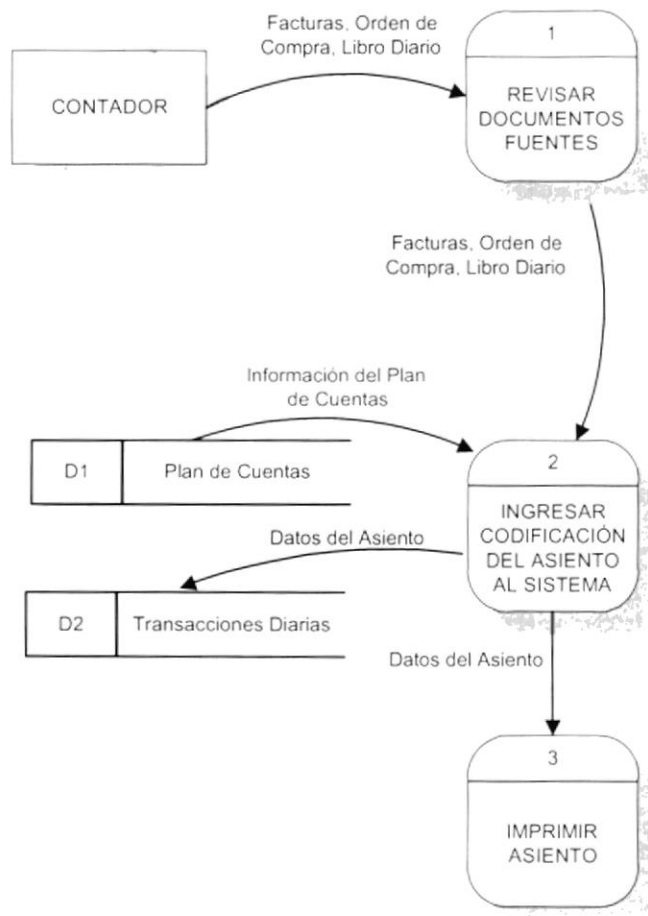 Facturas, Orden de
Compra, Libro Diario
CONTADOR
1
REVISAR
DOCUMENTOS
FUENTES
Facturas, Orden de
Compra, Libro Diario
Información del Plan
de Cuentas
D1
Plan de Cuentas
2
INGRESAR
CODIFICACIÓN
DEL ASIENTO
AL SISTEMA
Datos del Asiento
D2
Transacciones Diarias
Datos del Asiento
3
IMPRIMIR
ASIENTO